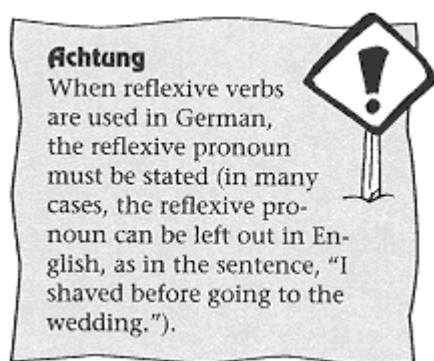 Achtung
When reflexive verbs
are used in German,
the reflexive pronoun
must be stated (in many
cases, the reflexive pro-
noun can be left out in En-
glish, as in the sentence, “I
shaved before going to the
wedding.”).
!